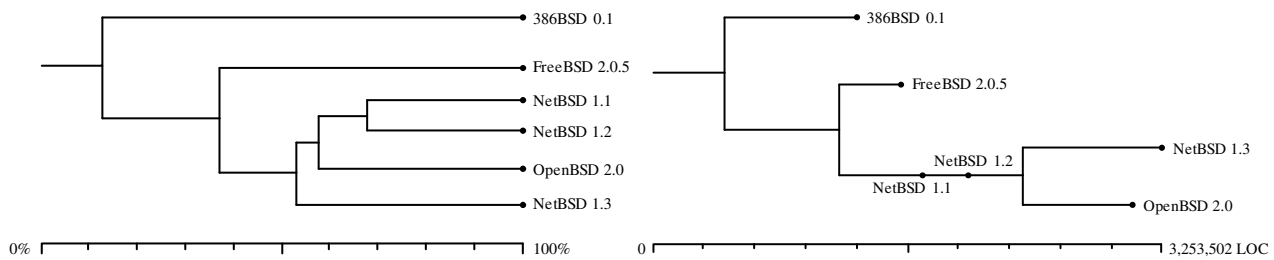 386BSD 0.1
FreeBSD 2.0.5
NetBSD 1.1
NetBSD 1.2
OpenBSD 2.0
NetBSD 1.3
0%
100%
386BSD 0.1
FreeBSD 2.0.5
NetBSD 1.3
NetBSD 1.2
NetBSD 1.1
OpenBSD 2.0
0
3,253,502 LOC